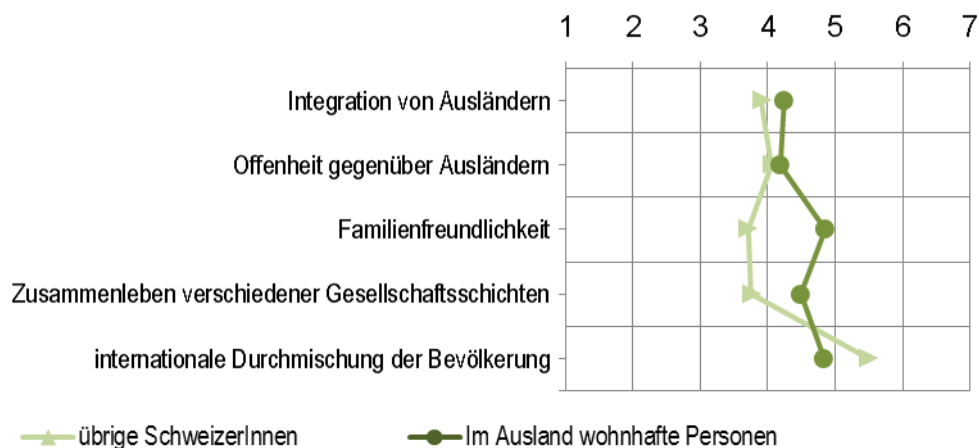 1 2 3 4 5 6 7
Integration von Ausländern
Offenheit gegenüber Ausländern
Familienfreundlichkeit
Zusammenleben verschiedener Gesellschaftsschichten
internationale Durchmischung der Bevölkerung
übrige SchweizerInnen Im Ausland wohnhafte Personen